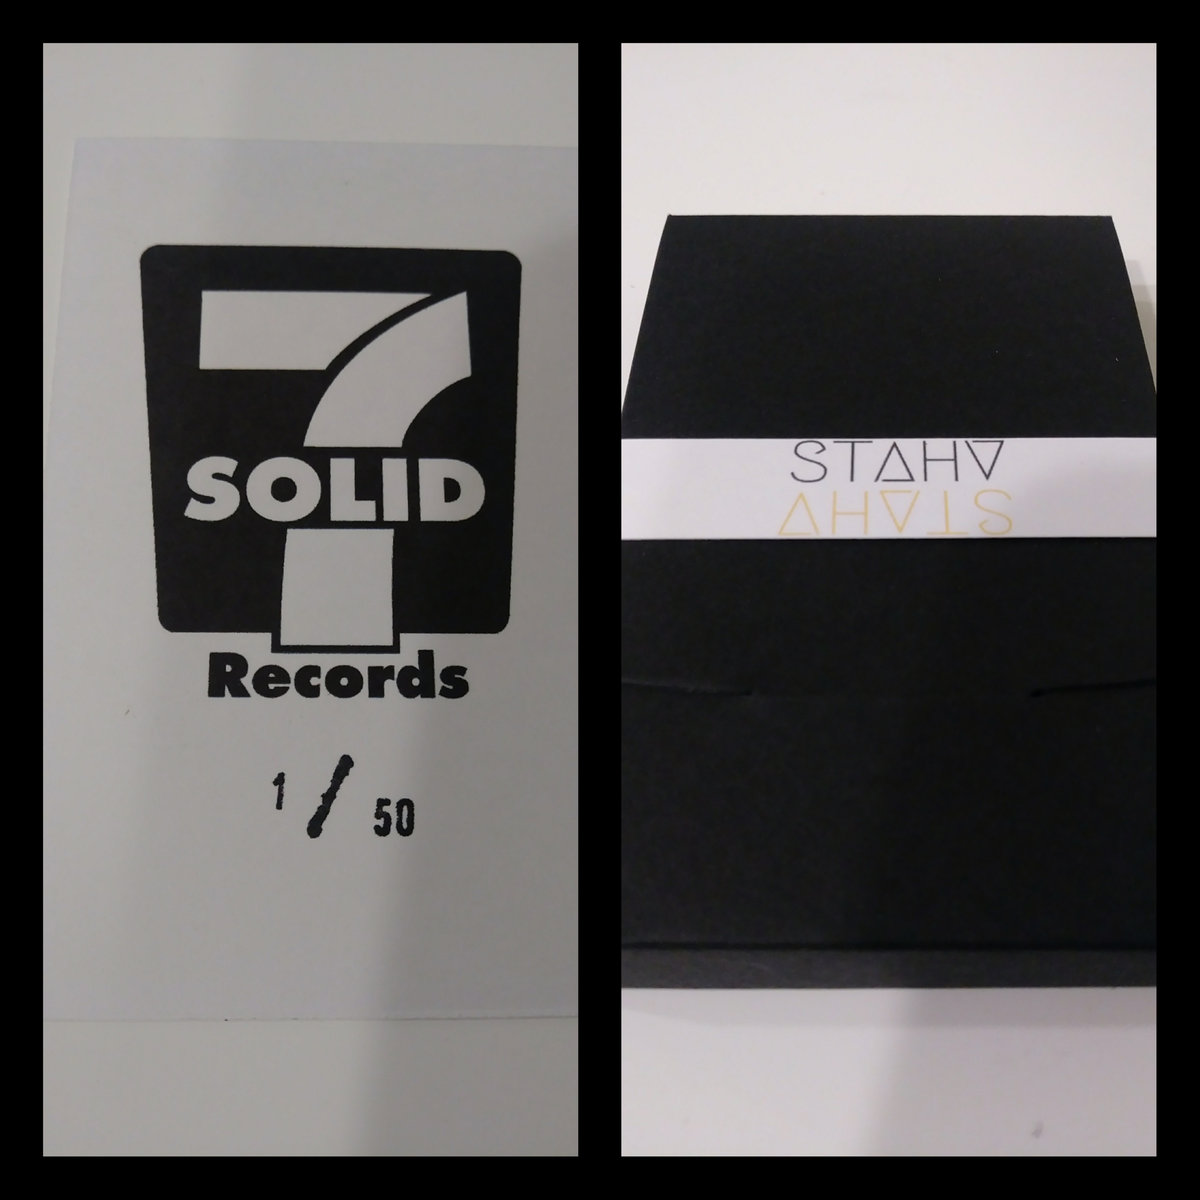 7
SOLID
Records
1 / 50
STAHV
STAHV